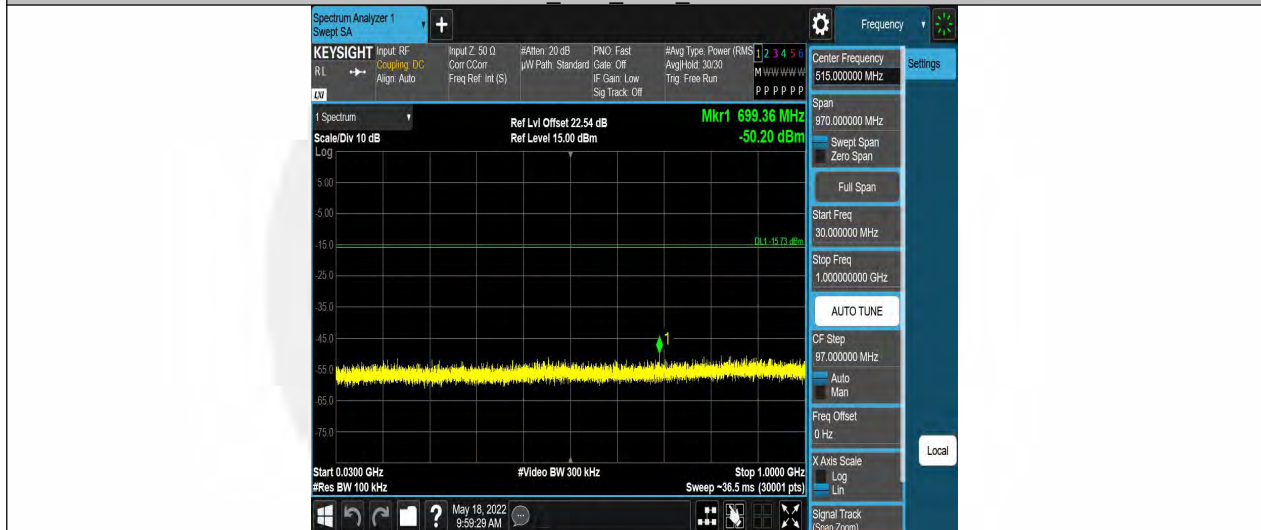 Spectrum Analyzer 1
Swept SA
+
Frequency
KEYSIGHT
RL
LXI
Input: RF
Coupling: DC
Align: Auto
Input Z: 50 Ω
Corr CCorr
Freq Ref: Int (S)
#Atten: 20 dB
µW Path: Standard
PNO: Fast
Gate: Off
IF Gain: Low
Sig Track: Off
#Avg Type: Power (RMS
Avg|Hold: 30/30
Trig: Free Run
1 2 3 4 5 6
M W W W W W
P P P P P P
Center Frequency
515.000000 MHz
Settings
1 Spectrum
Scale/Div 10 dB
Log
Ref Lvl Offset 22.54 dB
Ref Level 15.00 dBm
Mkr1 699.36 MHz
-50.20 dBm
Span
970.000000 MHz
Swept Span
Zero Span
Full Span
Start Freq
30.000000 MHz
Stop Freq
1.000000000 GHz
AUTO TUNE
CF Step
97.000000 MHz
Auto
Man
Freq Offset
0 Hz
X Axis Scale
Log
Lin
Signal Track
(Span Zoom)
Local
5.00
-5.00
-15.0
DL1 -15.73 dBm
-25.0
-35.0
-45.0
1
-55.0
-65.0
-75.0
Start 0.0300 GHz
#Res BW 100 kHz
#Video BW 300 kHz
Stop 1.0000 GHz
Sweep ~36.5 ms (30001 pts)
?
May 18, 2022
9:59:29 AM